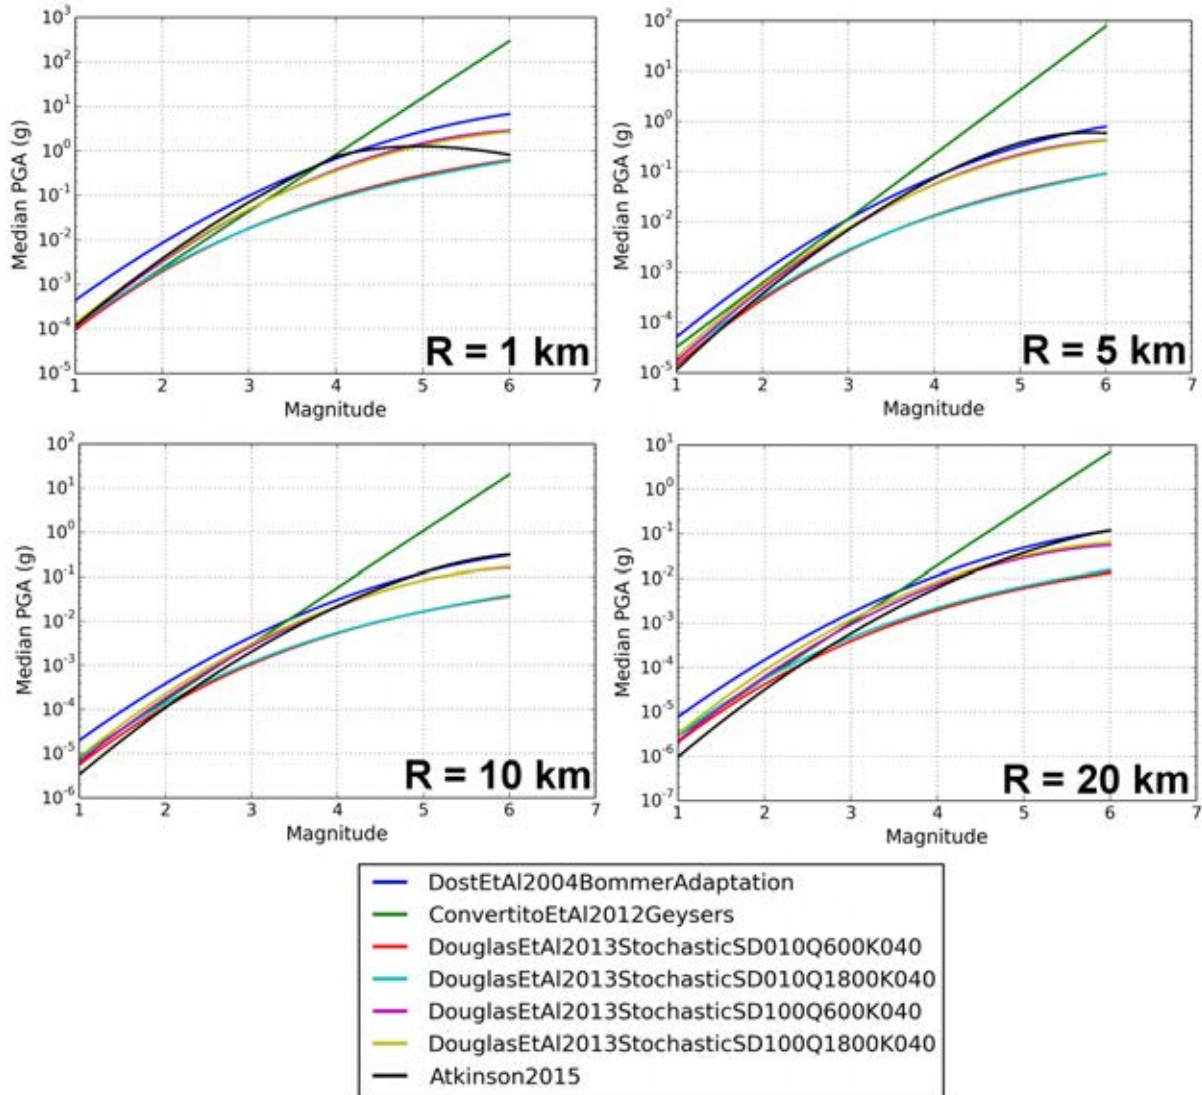 10^3
10^2
10^1
10^0
10^-1
10^-2
10^-3
10^-4
10^-5
Median PGA (g)
1 2 3 4 5 6 7
Magnitude
R = 1 km
10^2
10^1
10^0
10^-1
10^-2
10^-3
10^-4
10^-5
Median PGA (g)
1 2 3 4 5 6 7
Magnitude
R = 5 km
10^2
10^1
10^0
10^-1
10^-2
10^-3
10^-4
10^-5
10^-6
Median PGA (g)
1 2 3 4 5 6 7
Magnitude
R = 10 km
10^1
10^0
10^-1
10^-2
10^-3
10^-4
10^-5
10^-6
10^-7
Median PGA (g)
1 2 3 4 5 6 7
Magnitude
R = 20 km
DostEtAl2004BommerAdaptation
ConvertitoEtAl2012Geysers
DouglasEtAl2013StochasticSD010Q600K040
DouglasEtAl2013StochasticSD010Q1800K040
DouglasEtAl2013StochasticSD100Q600K040
DouglasEtAl2013StochasticSD100Q1800K040
Atkinson2015